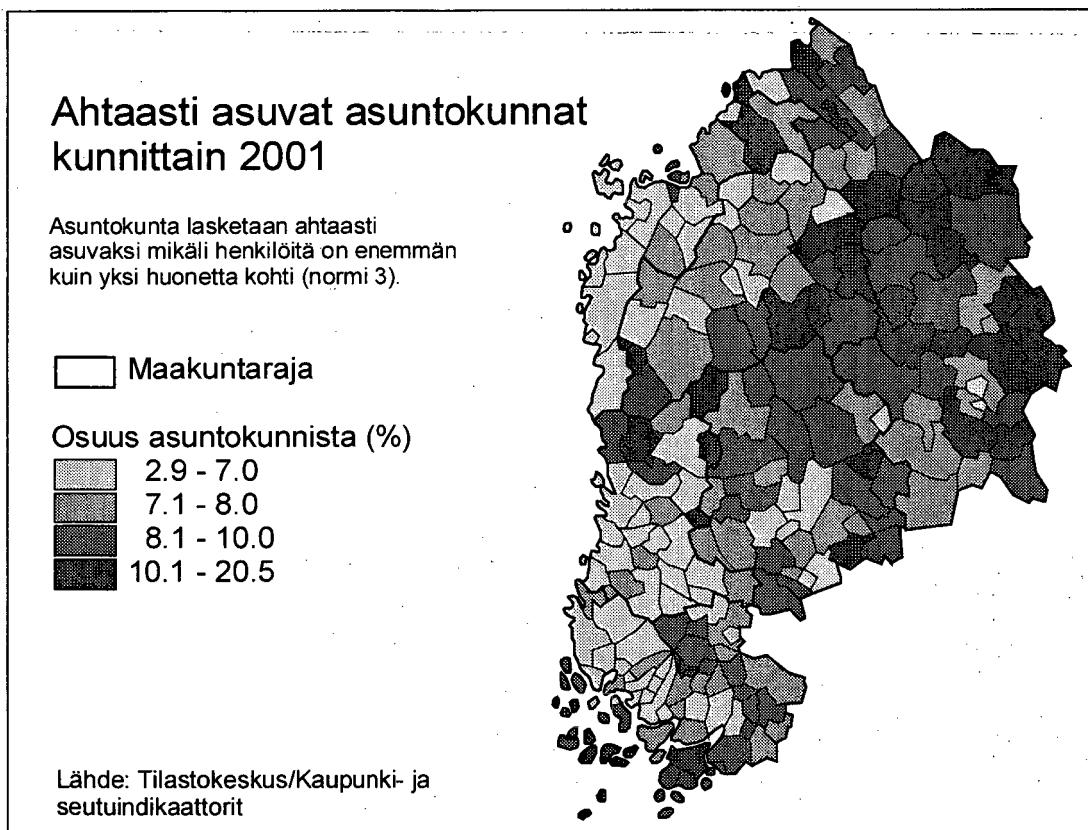 Ahtaasti asuvat asuntokunnat
kunnittain 2001
Asuntokunta lasketaan ahtaasti
asuvaksi mikäli henkilöitä on enemmän
kuin yksi huonetta kohti (normi 3).
Maakuntaraja
Osuus asuntokunnista (%)
2.9 - 7.0
7.1 - 8.0
8.1 - 10.0
10.1 - 20.5
Lähde: Tilastokeskus/Kaupunki- ja
seutuindikaattorit